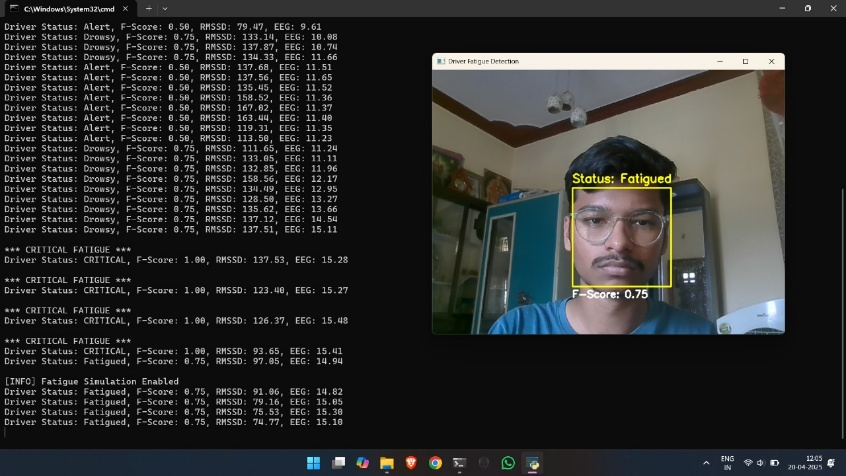 C:\Windows\System32\cmd
Driver Status: Alert, F-Score: 0.50, RMSSD: 79.47, EEG: 9.61
Driver Status: Drowsy, F-Score: 0.75, RMSSD: 133.14, EEG: 10.08
Driver Status: Drowsy, F-Score: 0.75, RMSSD: 137.87, EEG: 10.74
Driver Status: Drowsy, F-Score: 0.75, RMSSD: 134.33, EEG: 11.66
Driver Status: Alert, F-Score: 0.50, RMSSD: 137.68, EEG: 11.51
Driver Status: Alert, F-Score: 0.50, RMSSD: 137.56, EEG: 11.65
Driver Status: Alert, F-Score: 0.50, RMSSD: 135.45, EEG: 11.52
Driver Status: Alert, F-Score: 0.50, RMSSD: 158.52, EEG: 11.36
Driver Status: Alert, F-Score: 0.50, RMSSD: 167.02, EEG: 11.37
Driver Status: Alert, F-Score: 0.50, RMSSD: 163.44, EEG: 11.40
Driver Status: Alert, F-Score: 0.50, RMSSD: 119.31, EEG: 11.35
Driver Status: Alert, F-Score: 0.50, RMSSD: 113.50, EEG: 11.23
Driver Status: Drowsy, F-Score: 0.75, RMSSD: 111.65, EEG: 11.24
Driver Status: Drowsy, F-Score: 0.75, RMSSD: 133.05, EEG: 11.11
Driver Status: Drowsy, F-Score: 0.75, RMSSD: 132.85, EEG: 11.96
Driver Status: Drowsy, F-Score: 0.75, RMSSD: 158.56, EEG: 12.17
Driver Status: Drowsy, F-Score: 0.75, RMSSD: 134.49, EEG: 12.95
Driver Status: Drowsy, F-Score: 0.75, RMSSD: 128.50, EEG: 13.27
Driver Status: Drowsy, F-Score: 0.75, RMSSD: 135.62, EEG: 13.66
Driver Status: Drowsy, F-Score: 0.75, RMSSD: 137.12, EEG: 14.54
Driver Status: Drowsy, F-Score: 0.75, RMSSD: 137.51, EEG: 15.11
*** CRITICAL FATIGUE ***
Driver Status: CRITICAL, F-Score: 1.00, RMSSD: 137.53, EEG: 15.28
*** CRITICAL FATIGUE ***
Driver Status: CRITICAL, F-Score: 1.00, RMSSD: 123.40, EEG: 15.27
*** CRITICAL FATIGUE ***
Driver Status: CRITICAL, F-Score: 1.00, RMSSD: 126.37, EEG: 15.48
*** CRITICAL FATIGUE ***
Driver Status: CRITICAL, F-Score: 1.00, RMSSD: 93.65, EEG: 15.41
Driver Status: Fatigued, F-Score: 0.75, RMSSD: 97.05, EEG: 14.94
[INFO] Fatigue Simulation Enabled
Driver Status: Fatigued, F-Score: 0.75, RMSSD: 91.06, EEG: 14.82
Driver Status: Fatigued, F-Score: 0.75, RMSSD: 79.16, EEG: 15.05
Driver Status: Fatigued, F-Score: 0.75, RMSSD: 75.53, EEG: 15.30
Driver Status: Fatigued, F-Score: 0.75, RMSSD: 74.77, EEG: 15.10
Driver Fatigue Detection
Status: Fatigued
F-Score: 0.75
ENG
IN
12:05
20-04-2025